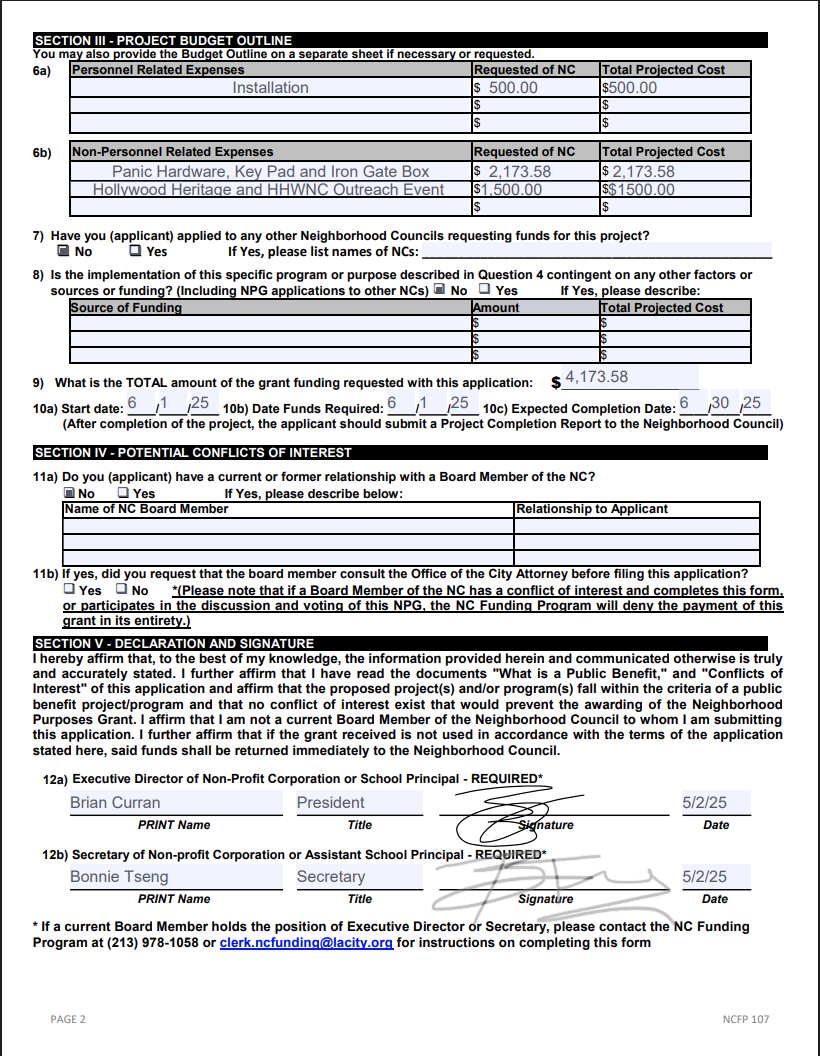 SECTION III - PROJECT BUDGET OUTLINE
You may also provide the Budget Outline on a separate sheet if necessary or requested.
6a) Personnel Related Expenses Requested of NC Total Projected Cost
Installation $ 500.00 $500.00
$ $
$ $
6b) Non-Personnel Related Expenses Requested of NC Total Projected Cost
Panic Hardware, Key Pad and Iron Gate Box $ 2,173.58 $ 2,173.58
Hollywood Heritage and HHWNC Outreach Event $1,500.00 $$1500.00
$ $
7) Have you (applicant) applied to any other Neighborhood Councils requesting funds for this project?
No Yes If Yes, please list names of NCs:
8) Is the implementation of this specific program or purpose described in Question 4 contingent on any other factors or
sources or funding? (Including NPG applications to other NCs) No Yes If Yes, please describe:
Source of Funding Amount Total Projected Cost
$ $
$ $
$ $
9) What is the TOTAL amount of the grant funding requested with this application: $ 4,173.58
10a) Start date: 6 /1 /25 10b) Date Funds Required: 6 /1 /25 10c) Expected Completion Date: 6 /30 /25
(After completion of the project, the applicant should submit a Project Completion Report to the Neighborhood Council)
SECTION IV - POTENTIAL CONFLICTS OF INTEREST
11a) Do you (applicant) have a current or former relationship with a Board Member of the NC?
No Yes If Yes, please describe below:
Name of NC Board Member Relationship to Applicant
11b) If yes, did you request that the board member consult the Office of the City Attorney before filing this application?
Yes No *(Please note that if a Board Member of the NC has a conflict of interest and completes this form,
or participates in the discussion and voting of this NPG, the NC Funding Program will deny the payment of this
grant in its entirety.)
SECTION V - DECLARATION AND SIGNATURE
I hereby affirm that, to the best of my knowledge, the information provided herein and communicated otherwise is truly
and accurately stated. I further affirm that I have read the documents "What is a Public Benefit," and "Conflicts of
Interest" of this application and affirm that the proposed project(s) and/or program(s) fall within the criteria of a public
benefit project/program and that no conflict of interest exist that would prevent the awarding of the Neighborhood
Purposes Grant. I affirm that I am not a current Board Member of the Neighborhood Council to whom I am submitting
this application. I further affirm that if the grant received is not used in accordance with the terms of the application
stated here, said funds shall be returned immediately to the Neighborhood Council.
12a) Executive Director of Non-Profit Corporation or School Principal - REQUIRED*
Brian Curran President 5/2/25
PRINT Name Title Signature Date
12b) Secretary of Non-profit Corporation or Assistant School Principal - REQUIRED*
Bonnie Tseng Secretary 5/2/25
PRINT Name Title Signature Date
* If a current Board Member holds the position of Executive Director or Secretary, please contact the NC Funding
Program at (213) 978-1058 or clerk.ncfunding@lacity.org for instructions on completing this form
PAGE 2 NCFP 107